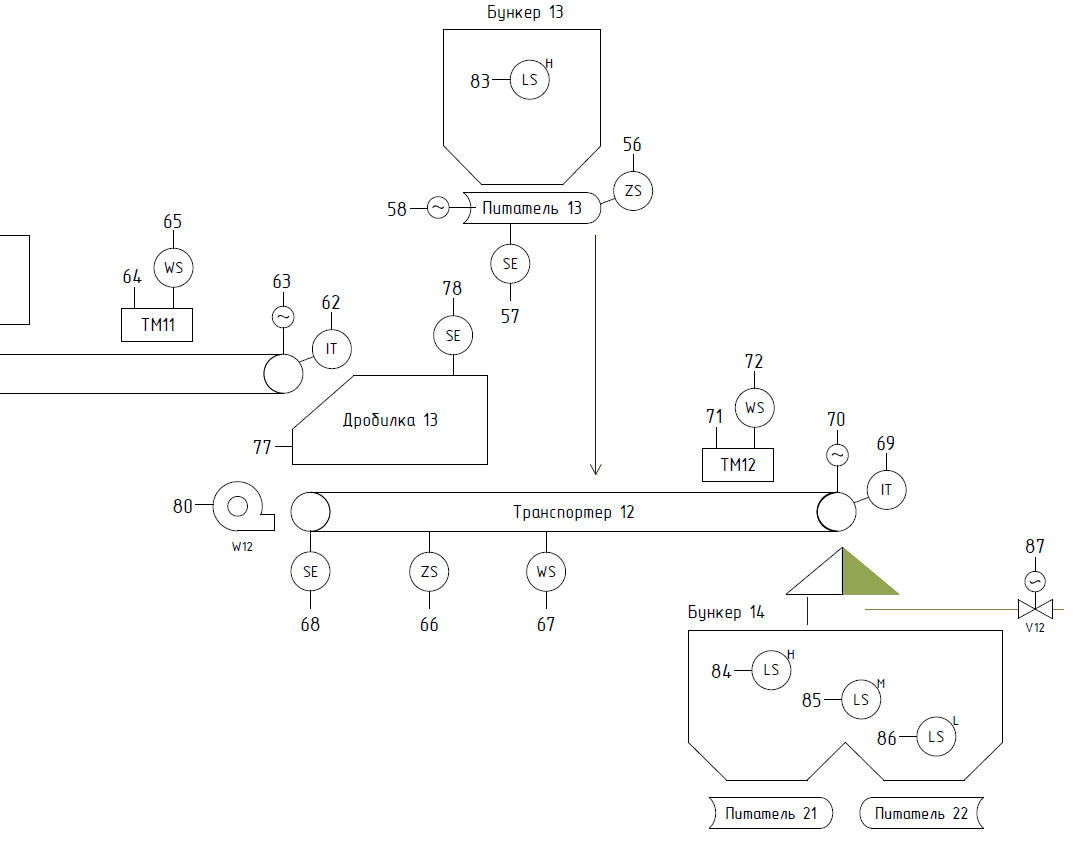 Бункер 13
H
83 LS
56
ZS
58 ~ Питатель 13
65
SE
WS
64
63
78
62
57
TM11
~
SE
IT
72
Дробилка 13
WS
71
70
77
69
~
TM12
IT
80
Транспортер 12
W12
87
SE
ZS
WS
~
Бункер 14
68
66
67
V12
H
84 LS
M
85 LS
L
86 LS
Питатель 21
Питатель 22